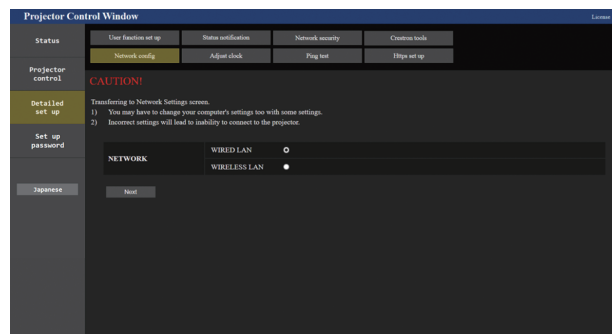 Projector Control Window
License
Status
User function set up
Status notification
Network security
Crestron tools
Network config
Adjust clock
Ping test
Https set up
Projector
control
CAUTION!
Detailed
set up
Transferring to Network Settings screen.
1) You may have to change your computer's settings too with some settings.
2) Incorrect settings will lead to inability to connect to the projector.
Set up
password
NETWORK
WIRED LAN
WIRELESS LAN
Japanese
Next